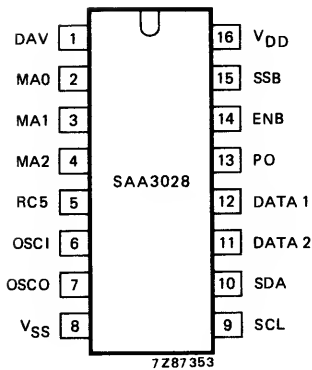 DAV 1
MA0 2
MA1 3
MA2 4
RC5 5
OSCI 6
OSCO 7
VSS 8
SAA3028
16 VDD
15 SSB
14 ENB
13 PO
12 DATA 1
11 DATA 2
10 SDA
9 SCL
7Z87353